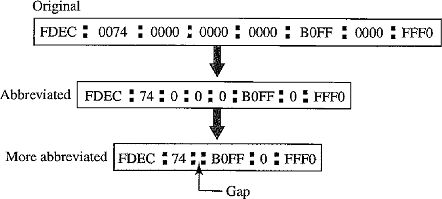 Original
FDEC : 0074 : 0000 : 0000 : 0000 : B0FF : 0000 : FFF0
Abbreviated FDEC : 74 : 0 : 0 : 0 : B0FF : 0 : FFF0
More abbreviated FDEC : 74 : : B0FF : 0 : FFF0
Gap